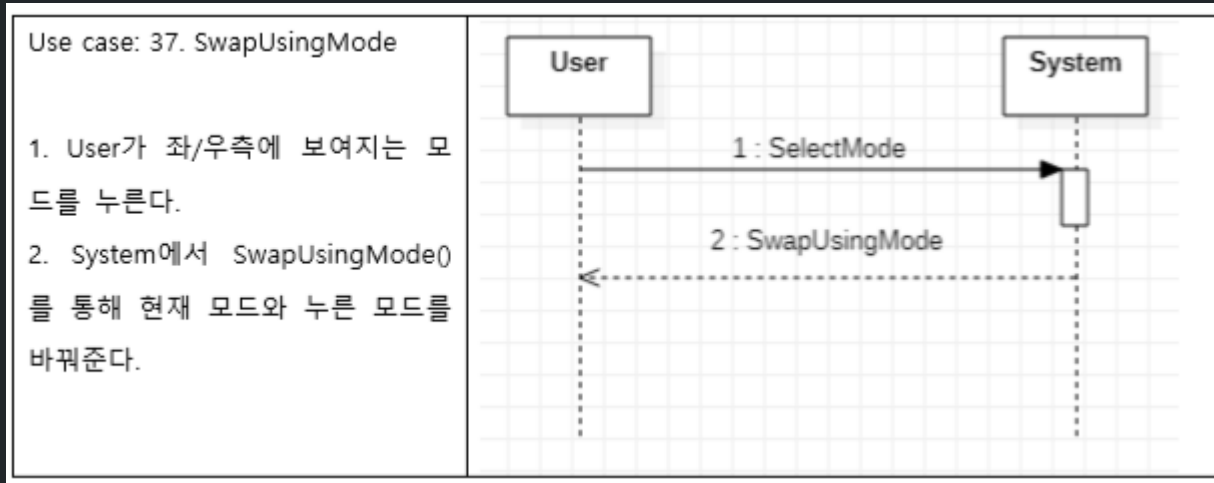 Use case: 37. SwapUsingMode
1. User가 좌/우측에 보여지는 모
드를 누른다.
2. System에서 SwapUsingMode()
를 통해 현재 모드와 누른 모드를
바꿔준다.
User
System
1 : SelectMode
2 : SwapUsingMode